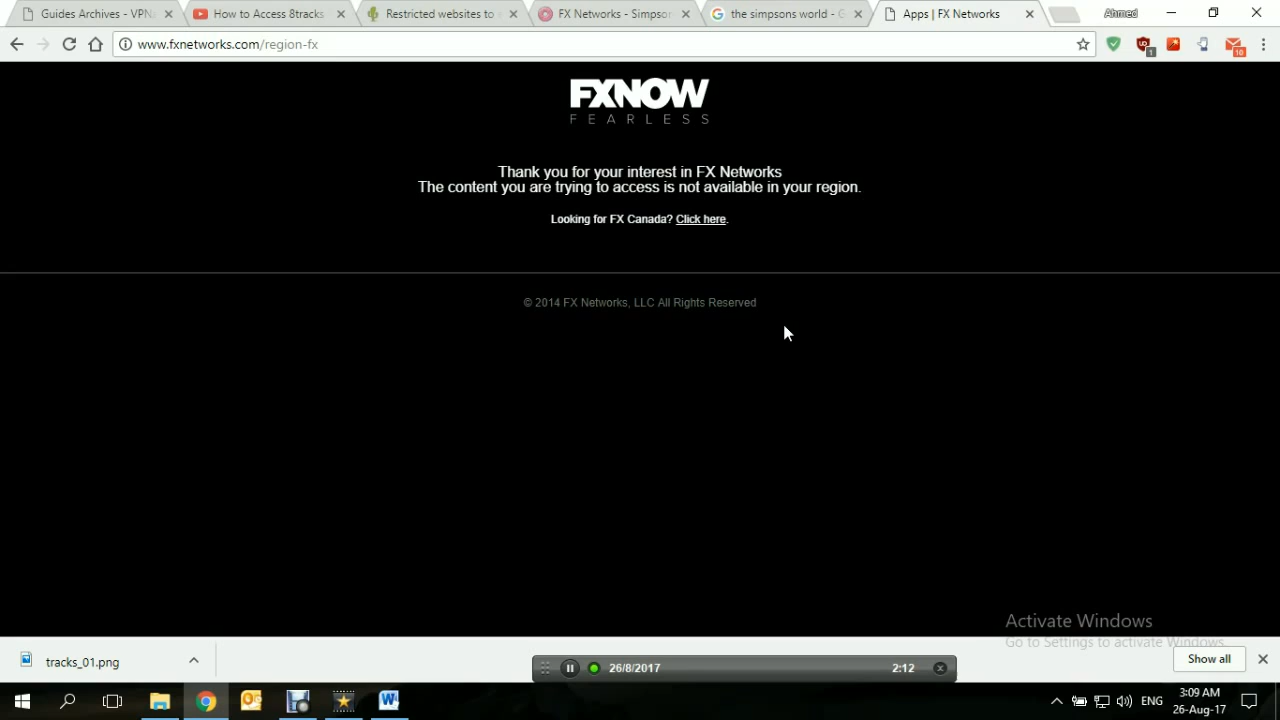 Guides Archives - VPN
How to Access 8tracks
Restricted websites to
FX Networks - Simpso
the simpsons world - G
Apps | FX Networks
Ahmed
www.fxnetworks.com/region-fx
1
10
FXNOW
FEARLESS
Thank you for your interest in FX Networks
The content you are trying to access is not available in your region.
Looking for FX Canada? Click here.
© 2014 FX Networks, LLC All Rights Reserved
Activate Windows
Go to Settings to activate Windows.
tracks_01.png
Show all
26/8/2017
2:12
ENG
3:09 AM
26-Aug-17